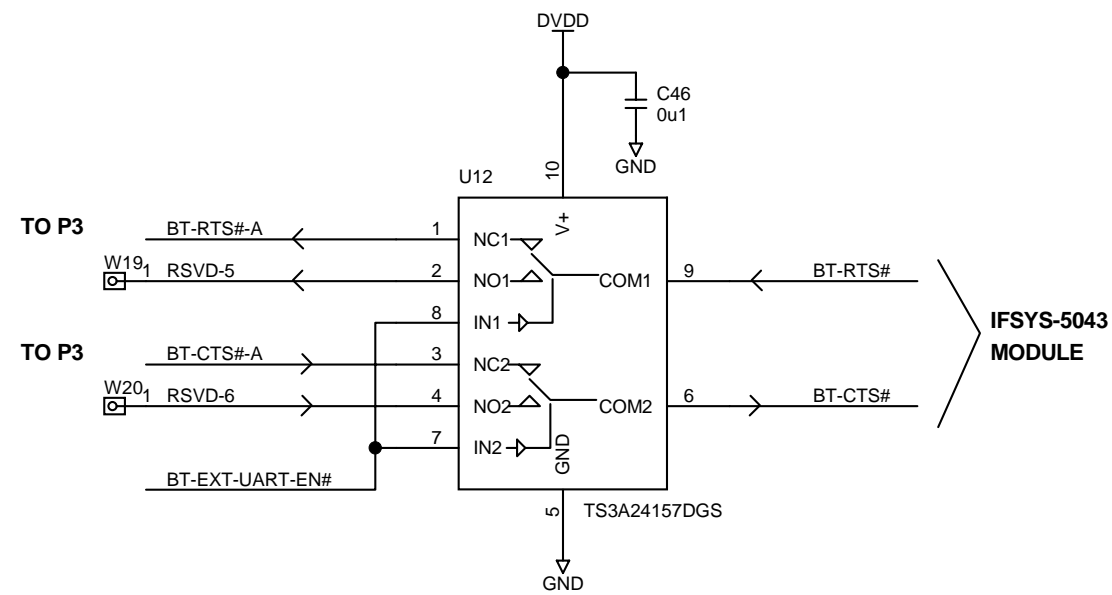 DVDD
C46
0u1
GND
U12
10
V+
TO P3
BT-RTS#-A
1
NC1
W19
1
RSVD-5
2
NO1
COM1
9
BT-RTS#
8
IN1
IFSYS-5043
MODULE
TO P3
BT-CTS#-A
3
NC2
W20
1
RSVD-6
4
NO2
COM2
6
BT-CTS#
7
IN2
GND
BT-EXT-UART-EN#
5
TS3A24157DGS
GND